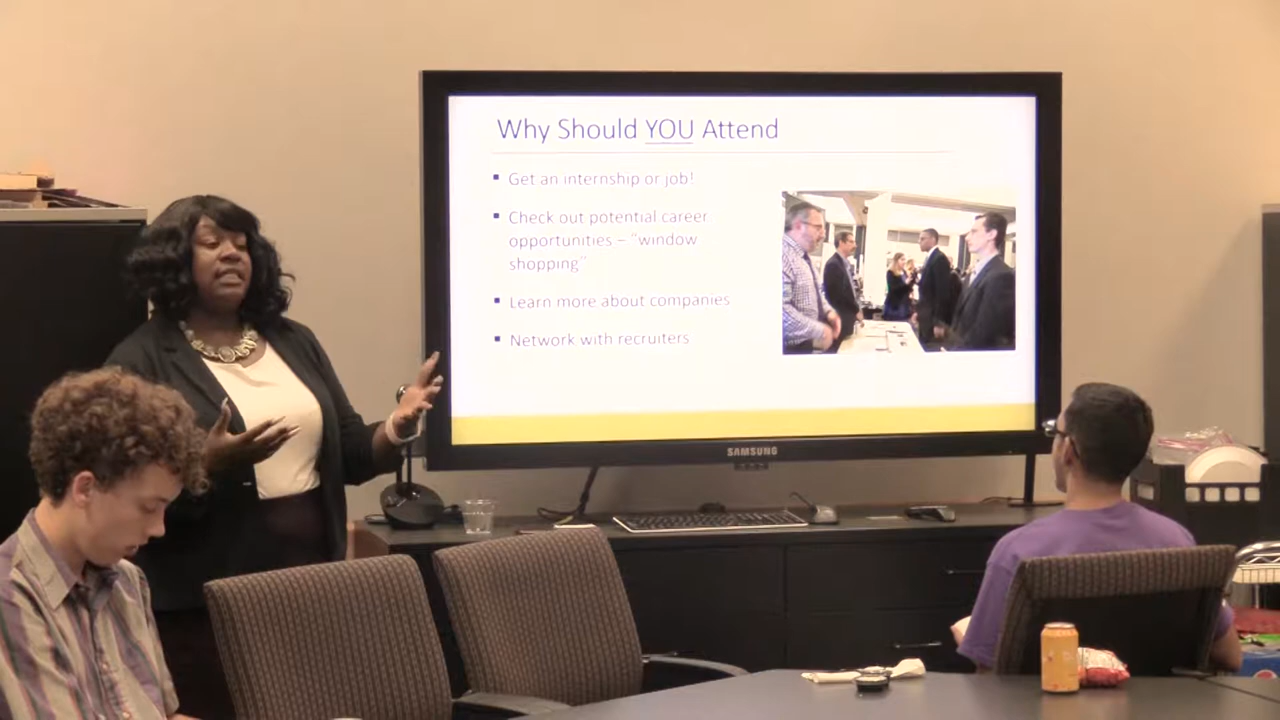 Why Should YOU Attend
▪ Get an internship or job!
▪ Check out potential career
opportunities – "window
shopping"
▪ Learn more about companies
▪ Network with recruiters
SAMSUNG